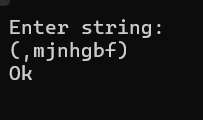 Enter string:
(,mjnhgbf)
Ok